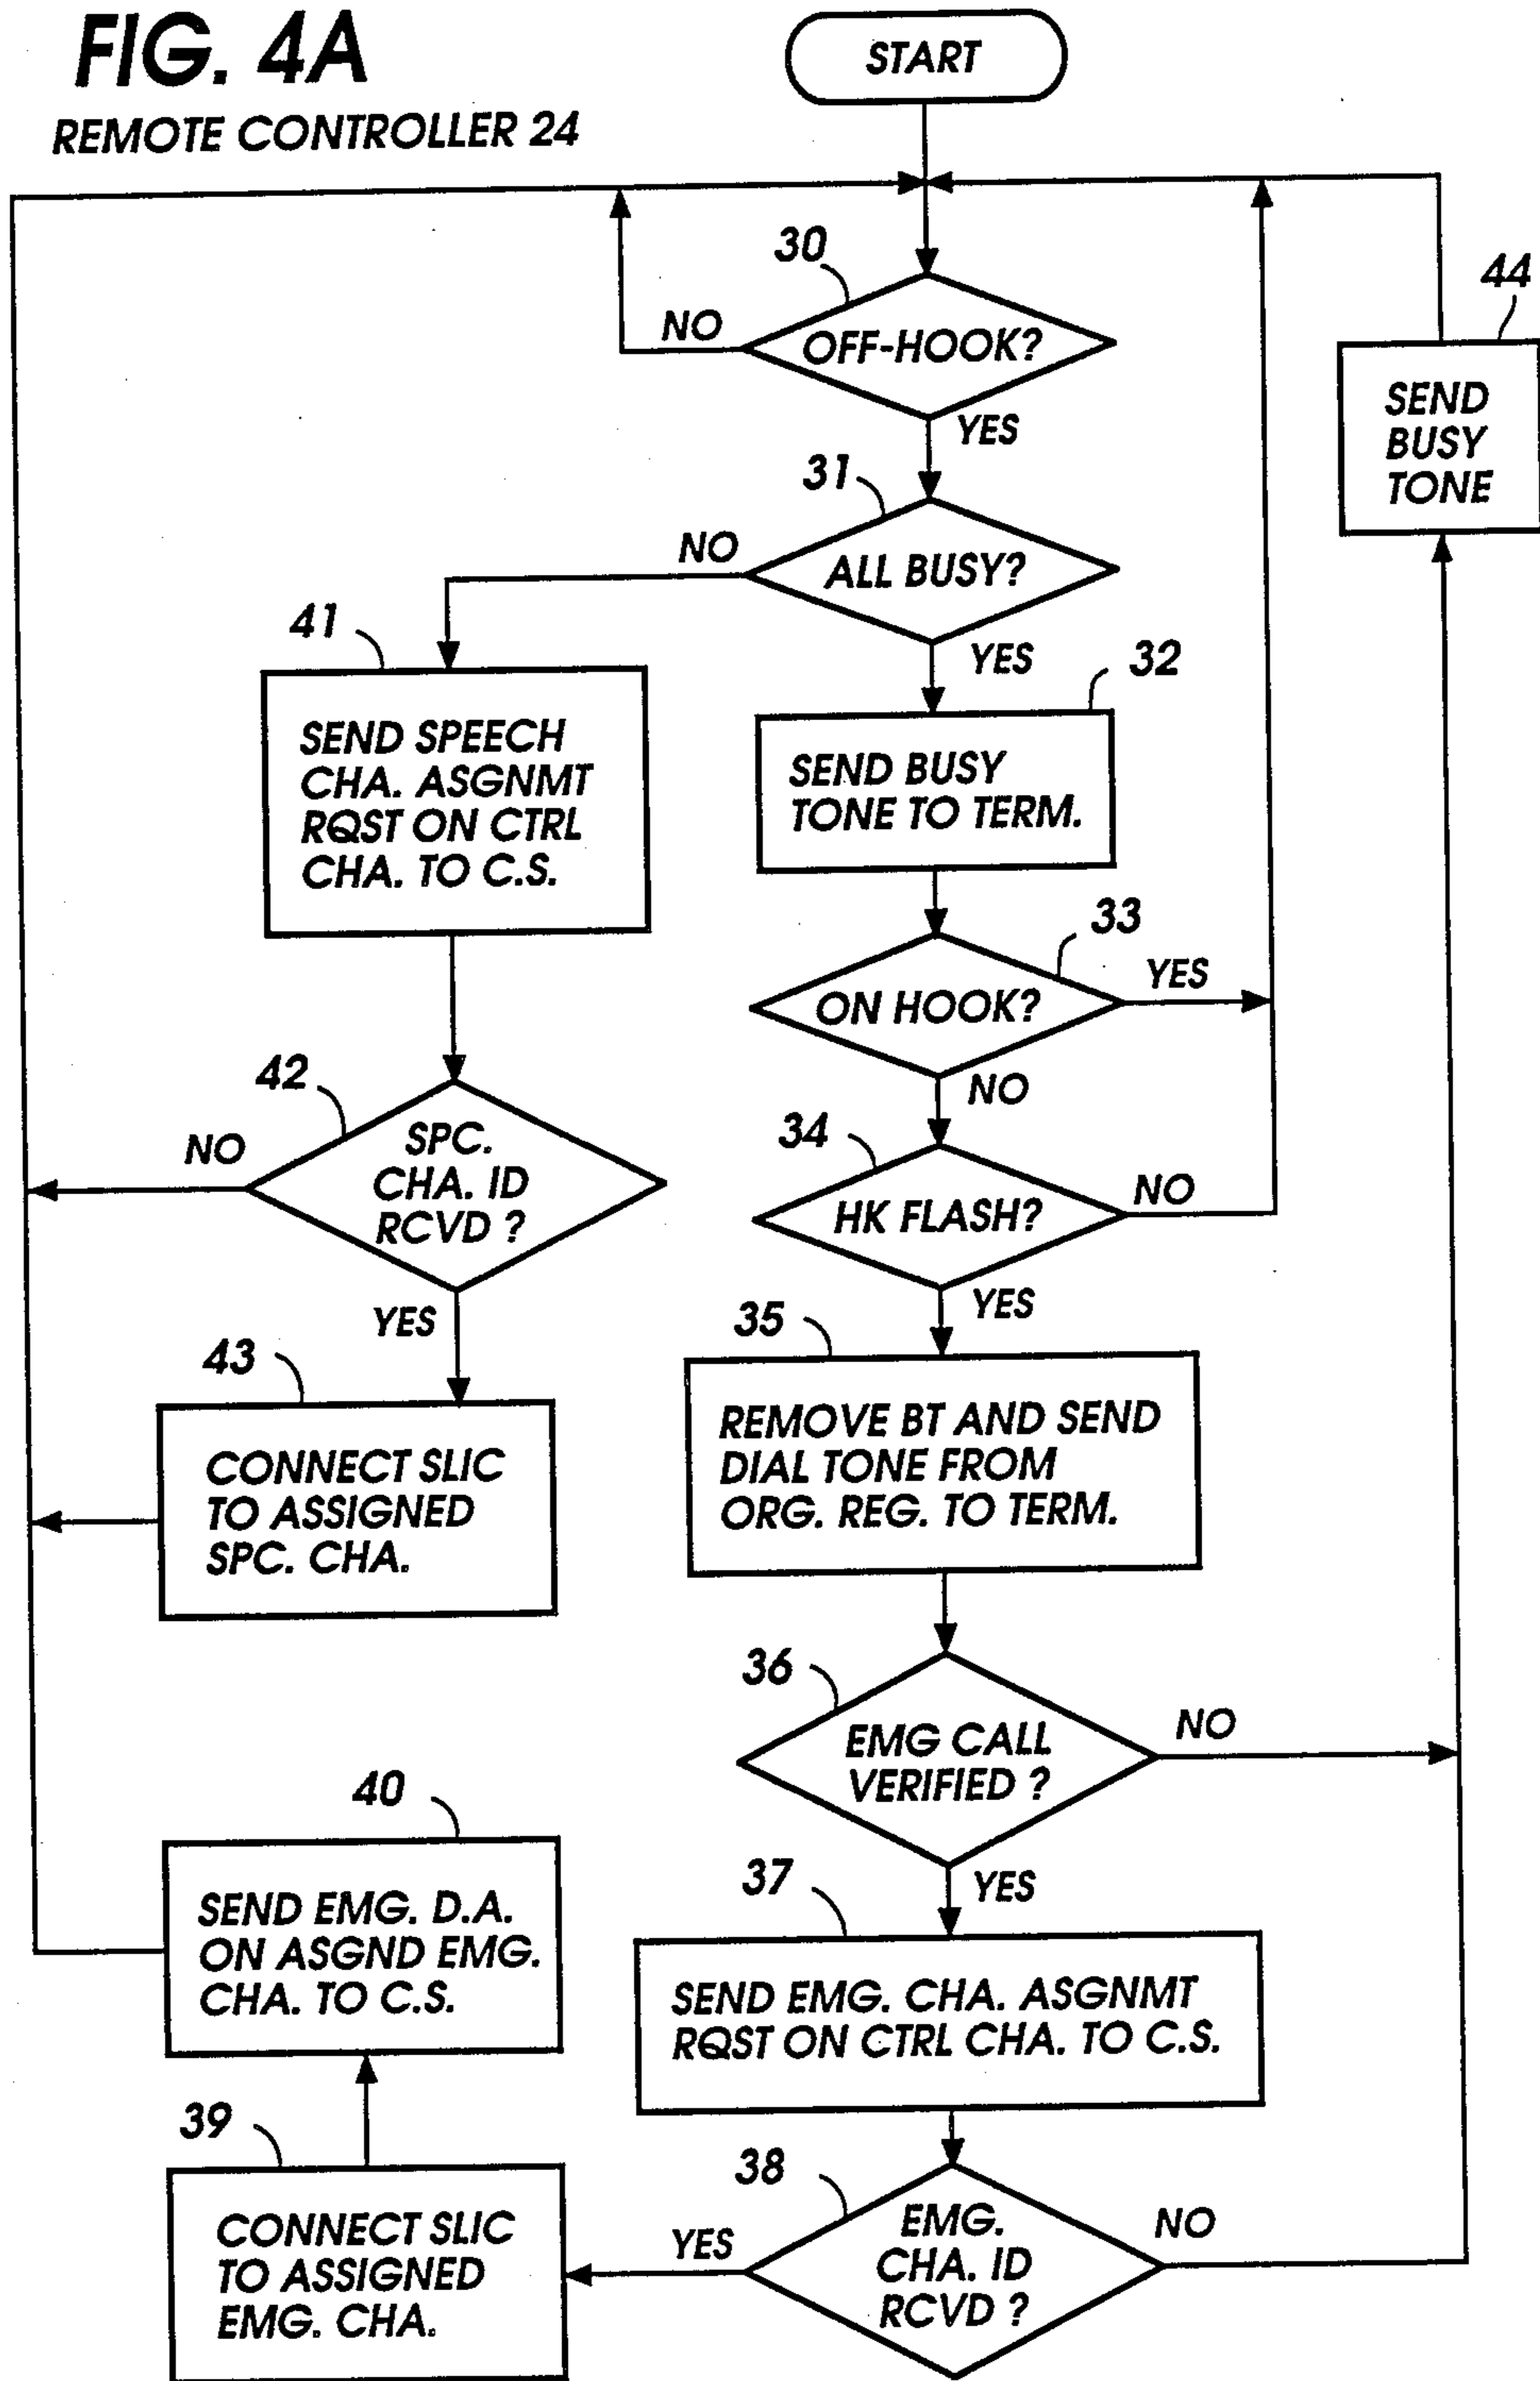 FIG. 4A
REMOTE CONTROLLER 24
START
30
OFF-HOOK?
NO
YES
44
SEND
BUSY
TONE
31
ALL BUSY?
NO
YES
41
SEND SPEECH
CHA. ASGNMT
RQST ON CTRL
CHA. TO C.S.
32
SEND BUSY
TONE TO TERM.
33
ON HOOK?
YES
NO
42
SPC.
CHA. ID
RCVD ?
NO
YES
34
HK FLASH?
NO
YES
43
CONNECT SLIC
TO ASSIGNED
SPC. CHA.
35
REMOVE BT AND SEND
DIAL TONE FROM
ORG. REG. TO TERM.
36
EMG CALL
VERIFIED ?
NO
YES
40
SEND EMG. D.A.
ON ASGND EMG.
CHA. TO C.S.
37
SEND EMG. CHA. ASGNMT
RQST ON CTRL CHA. TO C.S.
39
CONNECT SLIC
TO ASSIGNED
EMG. CHA.
38
EMG.
CHA. ID
RCVD ?
YES
NO